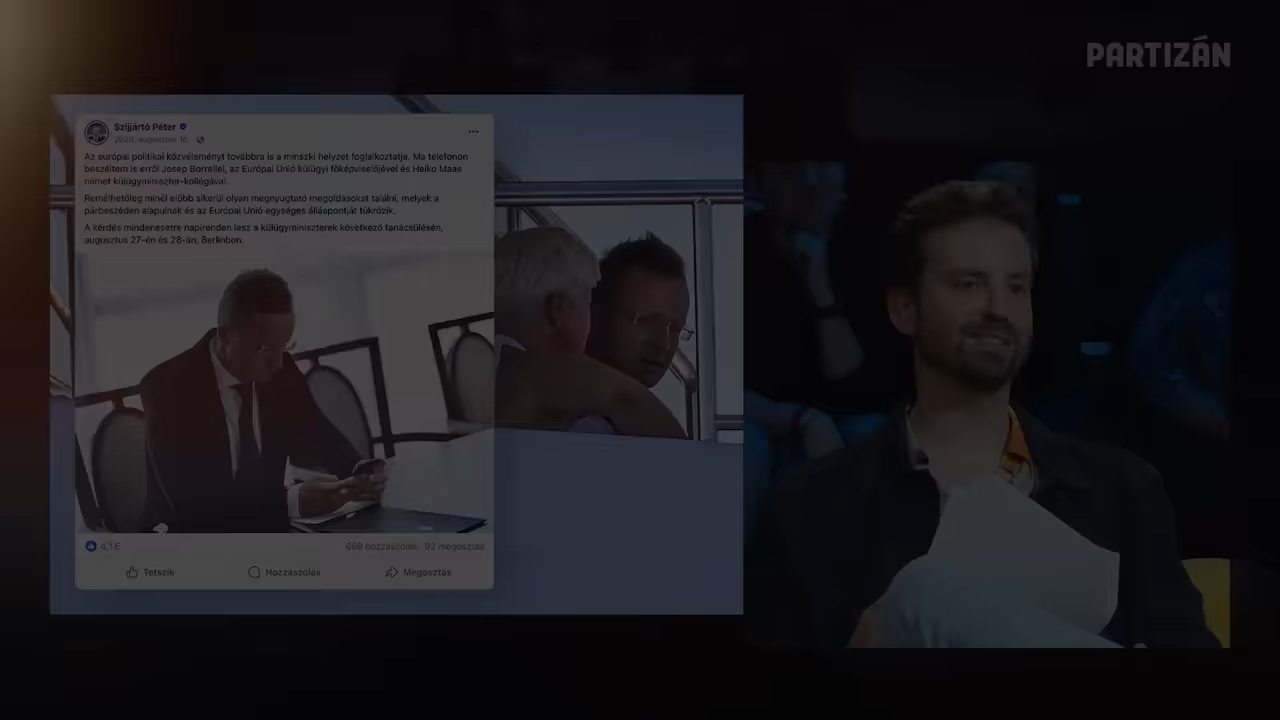 PARTIZÁN
Szijjártó Péter
2020. augusztus 16.
Az európai politikai közvéleményt továbbra is a minszki helyzet foglalkoztatja. Ma telefonon
beszéltem is erről Josep Borrellel, az Európai Unió külügyi főképviselőjével és Heiko Maas
német külügyminiszter-kollégával.
Remélhetőleg minél előbb sikerül olyan megnyugtató megoldásokat találni, melyek a
párbeszéden alapulnak és az Európai Unió egységes álláspontját tükrözik.
A kérdés mindenesetre napirenden lesz a külügyminiszterek következő tanácsülésén,
augusztus 27-én és 28-án, Berlinben.
4,1 E
hozzászólás 92 megosztás
Tetszik Hozzászólás Megosztás